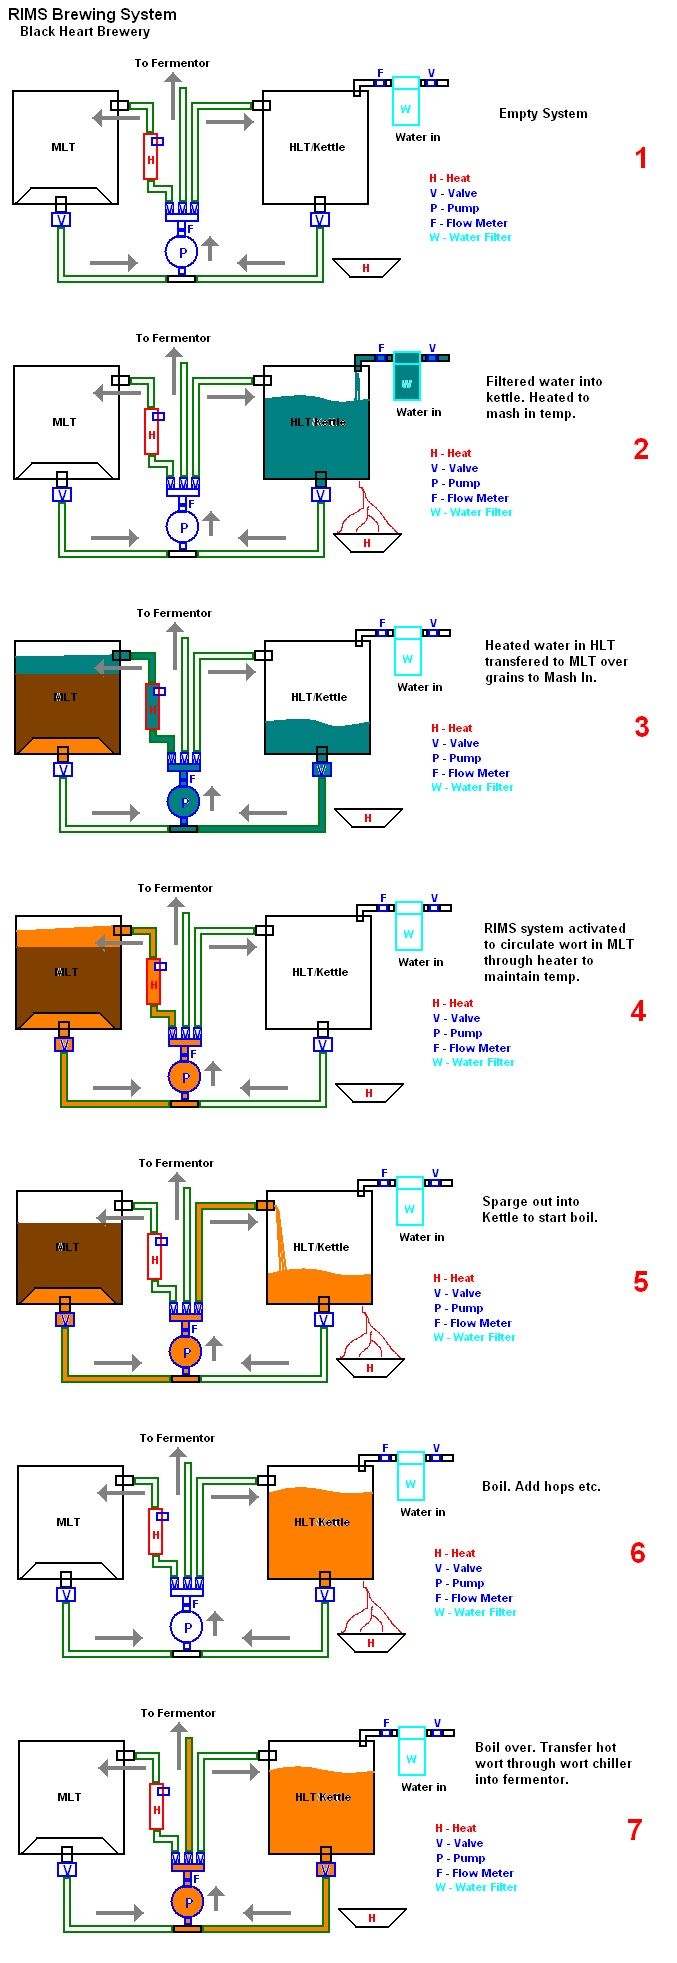 RIMS Brewing System
Black Heart Brewery
To Fermentor
F
V
W
Water in
Empty System
1
MLT
H
HLT/Kettle
H - Heat
V - Valve
P - Pump
F - Flow Meter
W - Water Filter
V
V V V
F
V
P
H
To Fermentor
F
V
W
Water in
Filtered water into
kettle. Heated to
mash in temp.
2
MLT
H
HLT/Kettle
H - Heat
V - Valve
P - Pump
F - Flow Meter
W - Water Filter
V
V V V
F
V
P
H
To Fermentor
F
V
W
Water in
Heated water in HLT
transfered to MLT over
grains to Mash In.
3
MLT
H
HLT/Kettle
H - Heat
V - Valve
P - Pump
F - Flow Meter
W - Water Filter
V
V V V
F
V
P
H
To Fermentor
F
V
W
Water in
RIMS system activated
to circulate wort in MLT
through heater to
maintain temp.
4
MLT
H
HLT/Kettle
H - Heat
V - Valve
P - Pump
F - Flow Meter
W - Water Filter
V
V V V
F
V
P
H
To Fermentor
F
V
W
Water in
Sparge out into
Kettle to start boil.
5
MLT
H
HLT/Kettle
H - Heat
V - Valve
P - Pump
F - Flow Meter
W - Water Filter
V
V V V
F
V
P
H
To Fermentor
F
V
W
Water in
Boil. Add hops etc.
6
MLT
H
HLT/Kettle
H - Heat
V - Valve
P - Pump
F - Flow Meter
W - Water Filter
V
V V V
F
V
P
H
To Fermentor
F
V
W
Water in
Boil over. Transfer hot
wort through wort chiller
into fermentor.
7
MLT
H
HLT/Kettle
H - Heat
V - Valve
P - Pump
F - Flow Meter
W - Water Filter
V
V V V
F
V
P
H